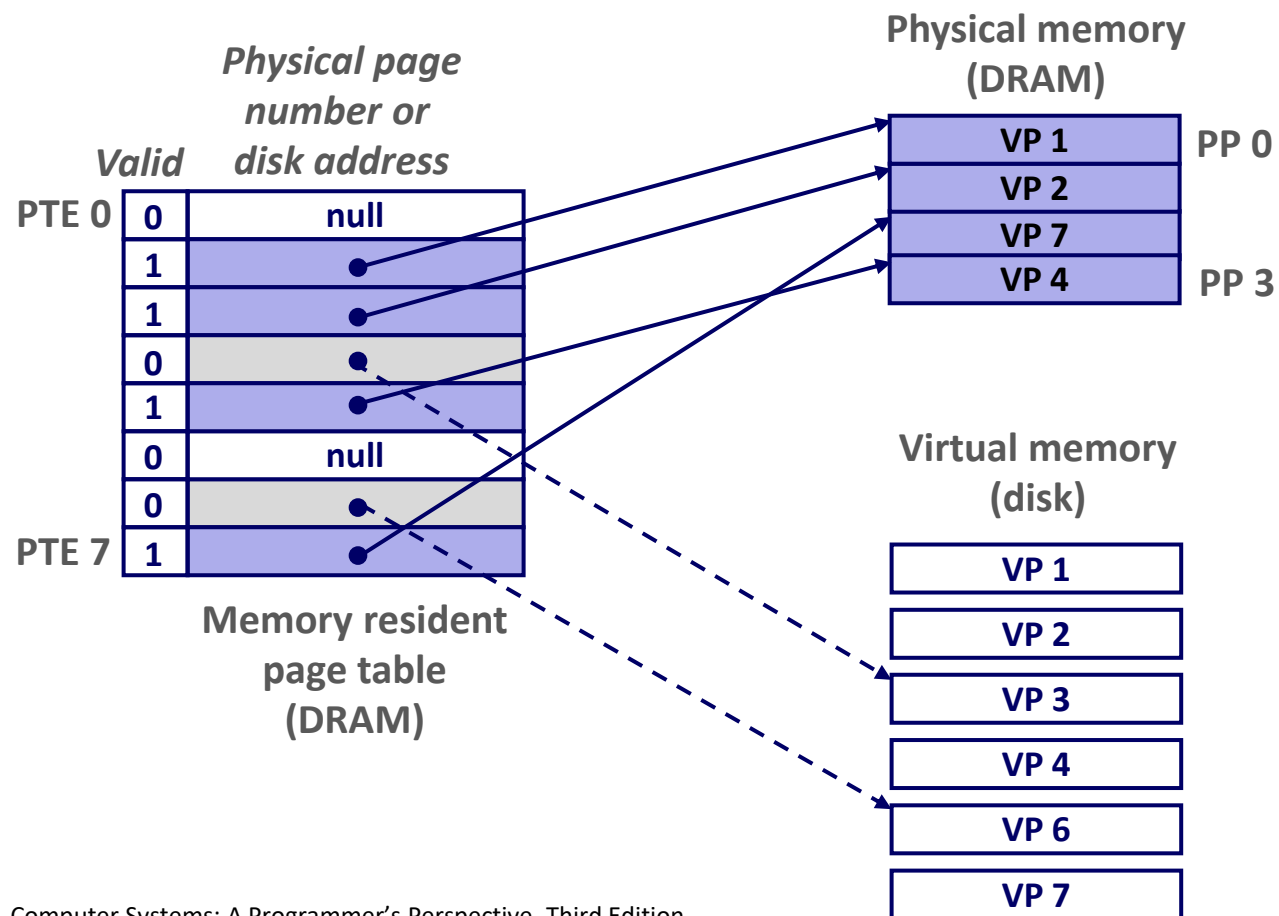 Physical page
number or
disk address
Valid
PTE 0
0
null
1
1
0
1
0
null
0
PTE 7
1
Memory resident
page table
(DRAM)
Physical memory
(DRAM)
VP 1
PP 0
VP 2
VP 7
VP 4
PP 3
Virtual memory
(disk)
VP 1
VP 2
VP 3
VP 4
VP 6
VP 7
Computer Systems: A Programmer’s Perspective, Third Edition